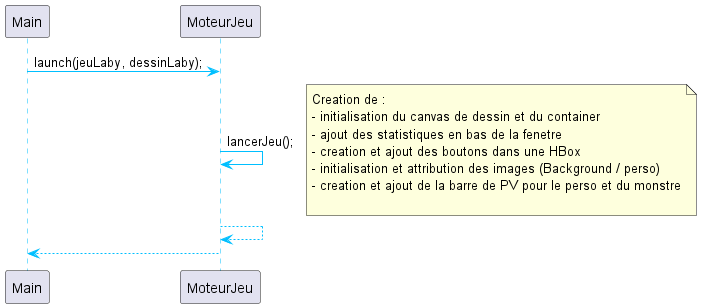 Main
MoteurJeu
launch(jeuLaby, dessinLaby);
Creation de :
- initialisation du canvas de dessin et du container
- ajout des statistiques en bas de la fenetre
lancerJeu();
- creation et ajout des boutons dans une HBox
- initialisation et attribution des images (Background / perso)
- creation et ajout de la barre de PV pour le perso et du monstre
Main
MoteurJeu